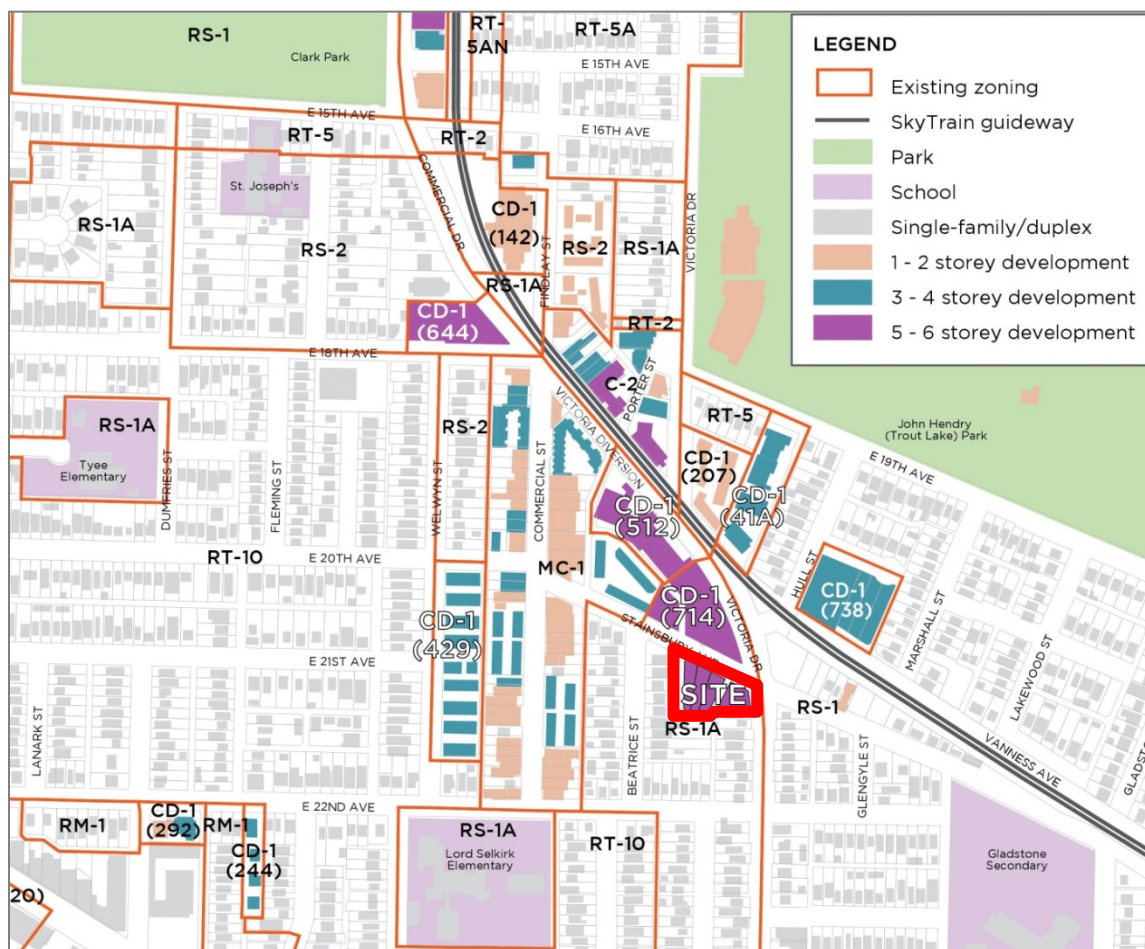 RS-1
Clark Park
RT-
5AN
RT-5A
E 15TH AVE
LEGEND
Existing zoning
SkyTrain guideway
Park
School
Single-family/duplex
1 - 2 storey development
3 - 4 storey development
5 - 6 storey development
E 15TH AVE
RT-5
RT-2
E 16TH AVE
St. Joseph's
COMMERCIAL DR
CD-1
(142)
FINDLAY ST
RS-1A
RS-2
RS-2
RS-1A
VICTORIA DR
RS-1A
CD-1
(644)
RT-2
E 18TH AVE
C-2
PORTER ST
VICTORIA DIVERSION
RT-5
John Hendry
(Trout Lake) Park
RS-1A
Tyee
Elementary
DUMFRIES ST
FLEMING ST
WELWYN ST
RS-2
COMMERCIAL ST
CD-1
(207)
CD-1
(41A)
E 19TH AVE
CD-1
(512)
RT-10
E 20TH AVE
MC-1
HULL ST
CD-1
(738)
MARSHALL ST
LAKEWOOD ST
CD-1
(714)
VICTORIA DR
STAINSBURY AVE
CD-1
(429)
E 21ST AVE
SITE
RS-1A
RS-1
LANARK ST
BEATRICE ST
GLENGYLE ST
VANNESS AVE
E 22ND AVE
RM-1
CD-1
(292)
RM-1
CD-1
(244)
RS-1A
Lord Selkirk
Elementary
RT-10
Gladstone
Secondary
20)